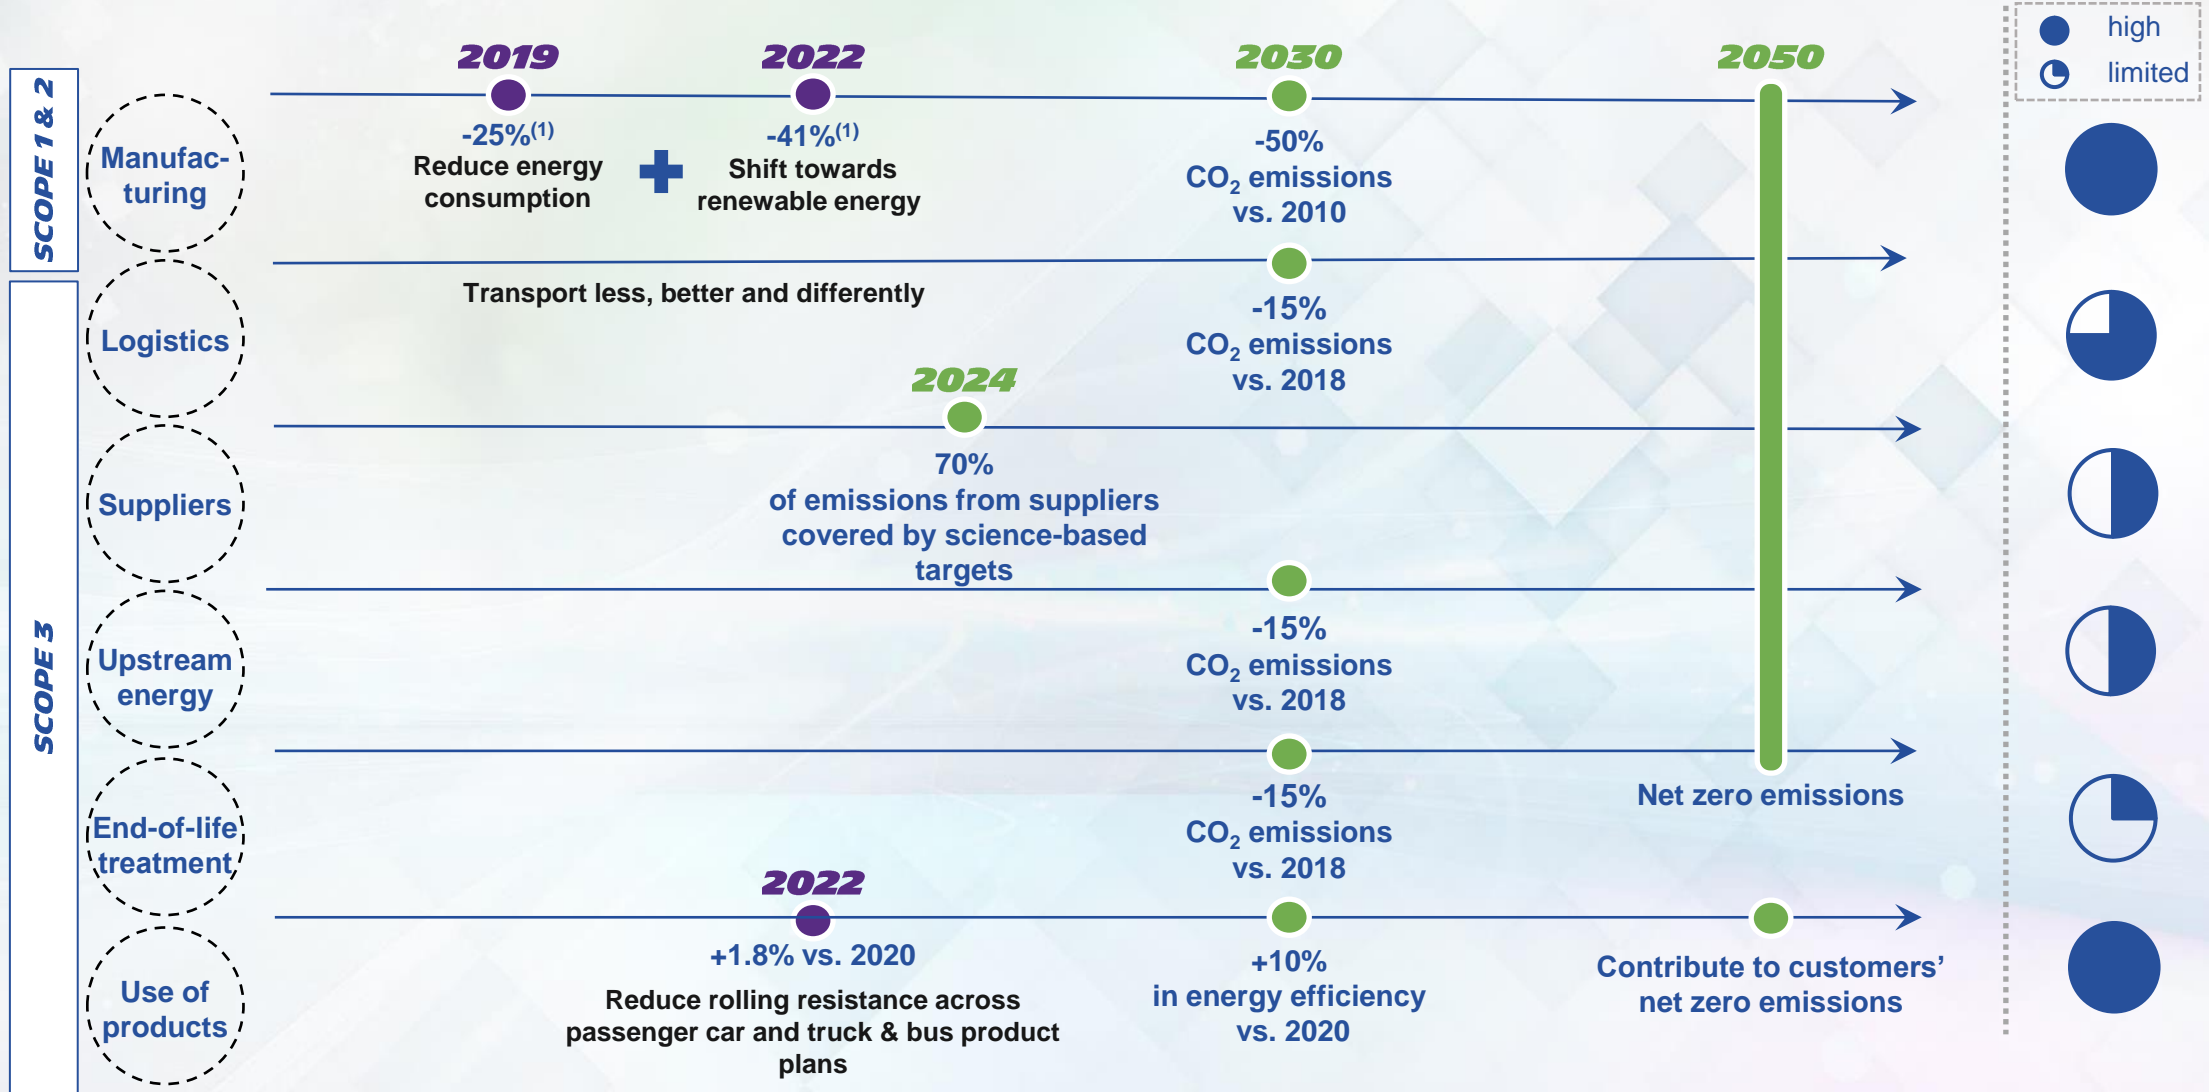 2019
2022
2030
2050
high
limited
SCOPE 1 & 2
Manufac-
turing
-25%(1)
Reduce energy
consumption
-41%(1)
Shift towards
renewable energy
-50%
CO2 emissions
vs. 2010
SCOPE 3
Logistics
Transport less, better and differently
-15%
CO2 emissions
vs. 2018
Suppliers
2024
70%
of emissions from suppliers
covered by science-based
targets
Upstream
energy
-15%
CO2 emissions
vs. 2018
End-of-life
treatment
-15%
CO2 emissions
vs. 2018
Net zero emissions
Use of
products
2022
+1.8% vs. 2020
Reduce rolling resistance across
passenger car and truck & bus product
plans
+10%
in energy efficiency
vs. 2020
Contribute to customers’
net zero emissions